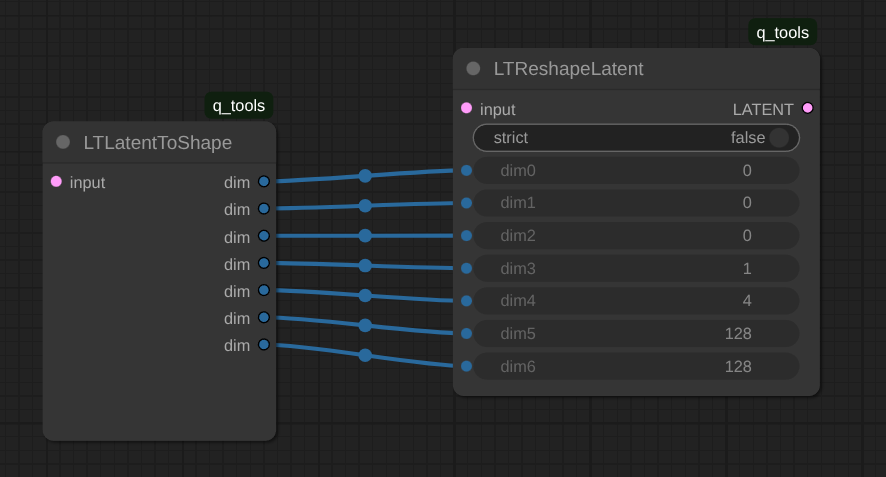 q_tools
LTLatentToShape
input
dim
dim
dim
dim
dim
dim
dim
q_tools
LTReshapeLatent
input LATENT
strict false
dim0 0
dim1 0
dim2 0
dim3 1
dim4 4
dim5 128
dim6 128